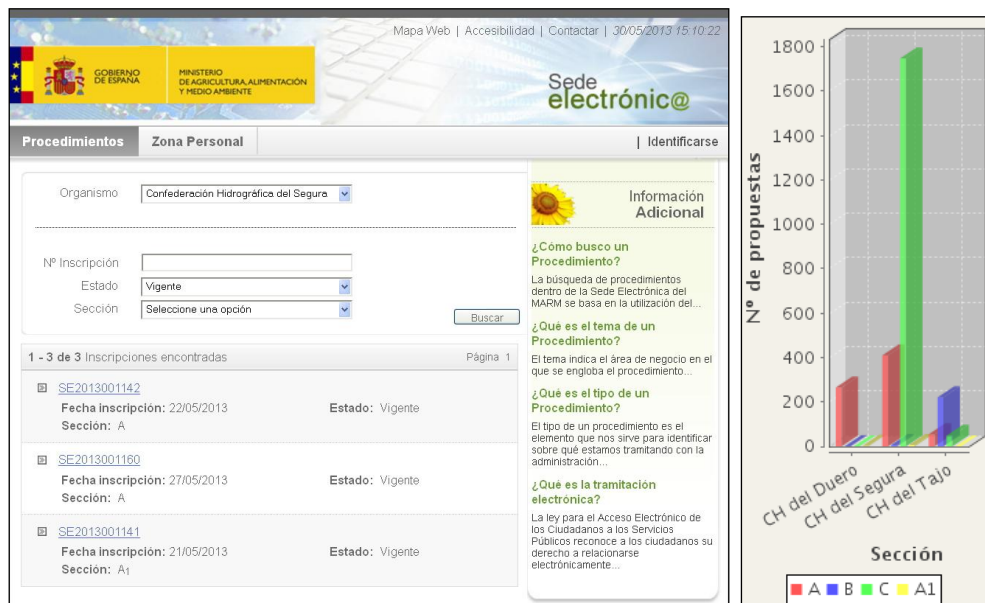 Mapa Web | Accesibilidad | Contactar | 30/05/2013 15:10:22
GOBIERNO
DE ESPAÑA
MINISTERIO
DE AGRICULTURA, ALIMENTACIÓN
Y MEDIO AMBIENTE
Sede
electrónic@
Procedimientos Zona Personal | Identificarse
Organismo Confederación Hidrográfica del Segura
Nº Inscripción
Estado Vigente
Sección Seleccione una opción
Buscar
1 - 3 de 3 Inscripciones encontradas Página 1
SE2013001142
Fecha inscripción: 22/05/2013 Estado: Vigente
Sección: A
SE2013001160
Fecha inscripción: 27/05/2013 Estado: Vigente
Sección: A
SE2013001141
Fecha inscripción: 21/05/2013 Estado: Vigente
Sección: A1
Información
Adicional
¿Cómo busco un
Procedimiento?
La búsqueda de procedimientos
dentro de la Sede Electrónica del
MARM se basa en la utilización del...
¿Qué es el tema de un
Procedimiento?
El tema indica el área de negocio en el
que se engloba el procedimiento...
¿Qué es el tipo de un
Procedimiento?
El tipo de un procedimiento es el
elemento que nos sirve para identificar
sobre qué estamos tramitando con la
administración...
¿Qué es la tramitación
electrónica?
La ley para el Acceso Electrónico de
los Ciudadanos a los Servicios
Públicos reconoce a los ciudadanos su
derecho a relacionarse
electrónicamente...
Nº de propuestas
1800
1600
1400
1200
1000
800
600
400
200
0
CH del Duero
CH del Segura
CH del Tajo
Sección
A B C A1